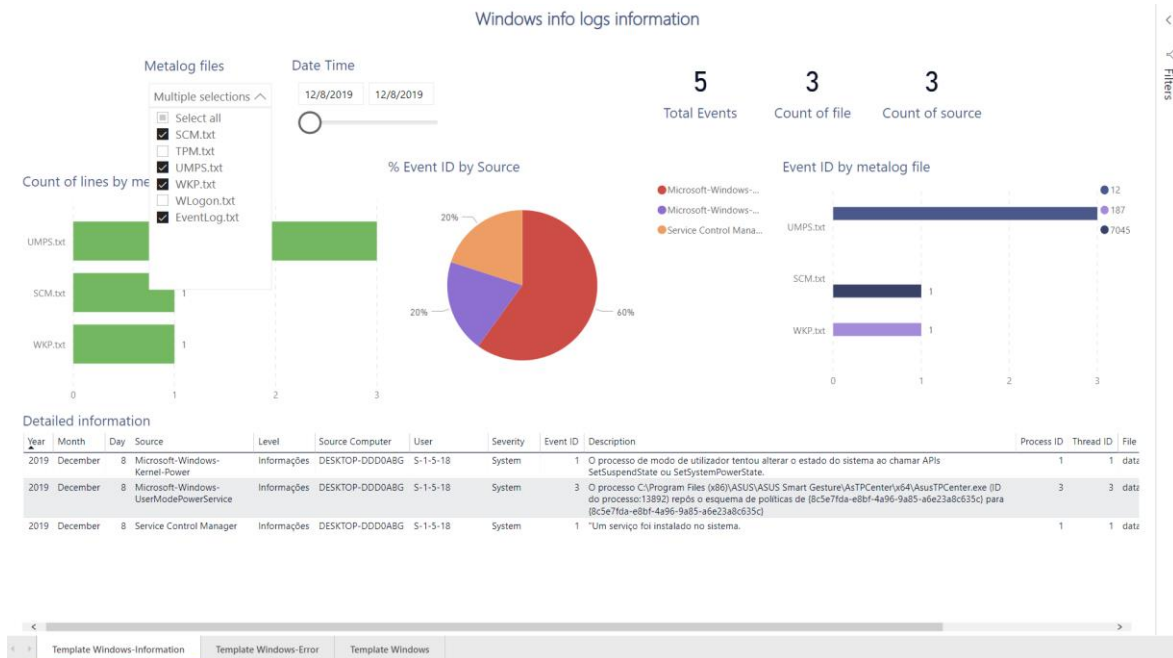 Windows info logs information
Filters
Metalog files
Multiple selections
Select all
SCM.txt
TPM.txt
UMPS.txt
WKP.txt
WLogon.txt
EventLog.txt
Date Time
12/8/2019 12/8/2019
5
Total Events
3
Count of file
3
Count of source
Count of lines by me
UMPS.txt
SCM.txt
1
WKP.txt
1
0 1 2 3
% Event ID by Source
20%
20%
60%
Microsoft-Windows-...
Microsoft-Windows-...
Service Control Mana...
Event ID by metalog file
12
187
7045
UMPS.txt
SCM.txt
1
WKP.txt
1
0 1 2 3
Detailed information
Year Month Day Source Level Source Computer User Severity Event ID Description Process ID Thread ID File
2019 December 8 Microsoft-Windows- Informações DESKTOP-DDD0ABG S-1-5-18 System 1 O processo de modo de utilizador tentou alterar o estado do sistema ao chamar APIs 1 1 data
Kernel-Power SetSuspendState ou SetSystemPowerState.
2019 December 8 Microsoft-Windows- Informações DESKTOP-DDD0ABG S-1-5-18 System 3 O processo C:\Program Files (x86)\ASUS\ASUS Smart Gesture\AsTPCenter\x64\AsusTPCenter.exe (ID 3 3 data
UserModePowerService do processo:13892) repôs o esquema de políticas de {8c5e7fda-e8bf-4a96-9a85-a6e23a8c635c} para
{8c5e7fda-e8bf-4a96-9a85-a6e23a8c635c}
2019 December 8 Service Control Manager Informações DESKTOP-DDD0ABG S-1-5-18 System 1 "Um serviço foi instalado no sistema. 1 1 data
Template Windows-Information Template Windows-Error Template Windows